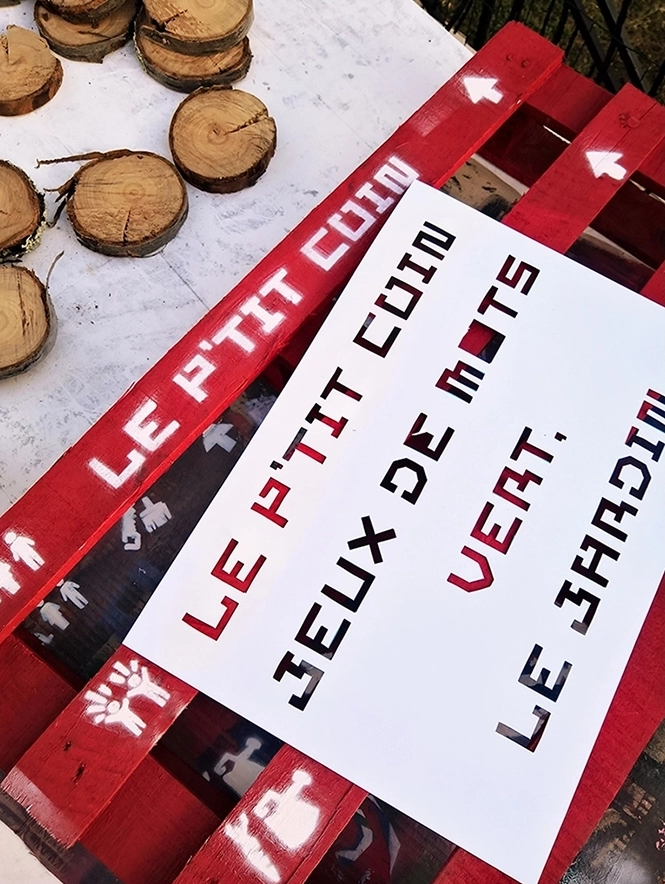 LE P'TIT COIN
LE P'TIT COIN
JEUX DE MOTS
VERT.
LE JARDIN